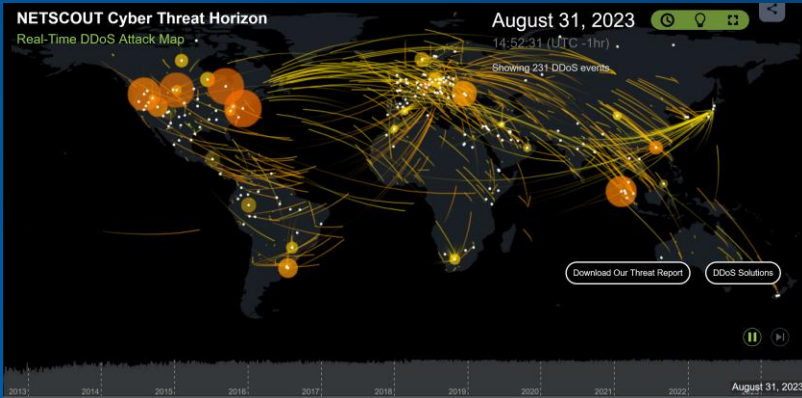 NETSCOUT Cyber Threat Horizon
Real-Time DDoS Attack Map
August 31, 2023
14:52:31 (UTC -1hr)
Showing 231 DDoS events
Download Our Threat Report
DDoS Solutions
August 31, 2023
2013 2014 2015 2016 2017 2018 2019 2020 2021 2022 2023